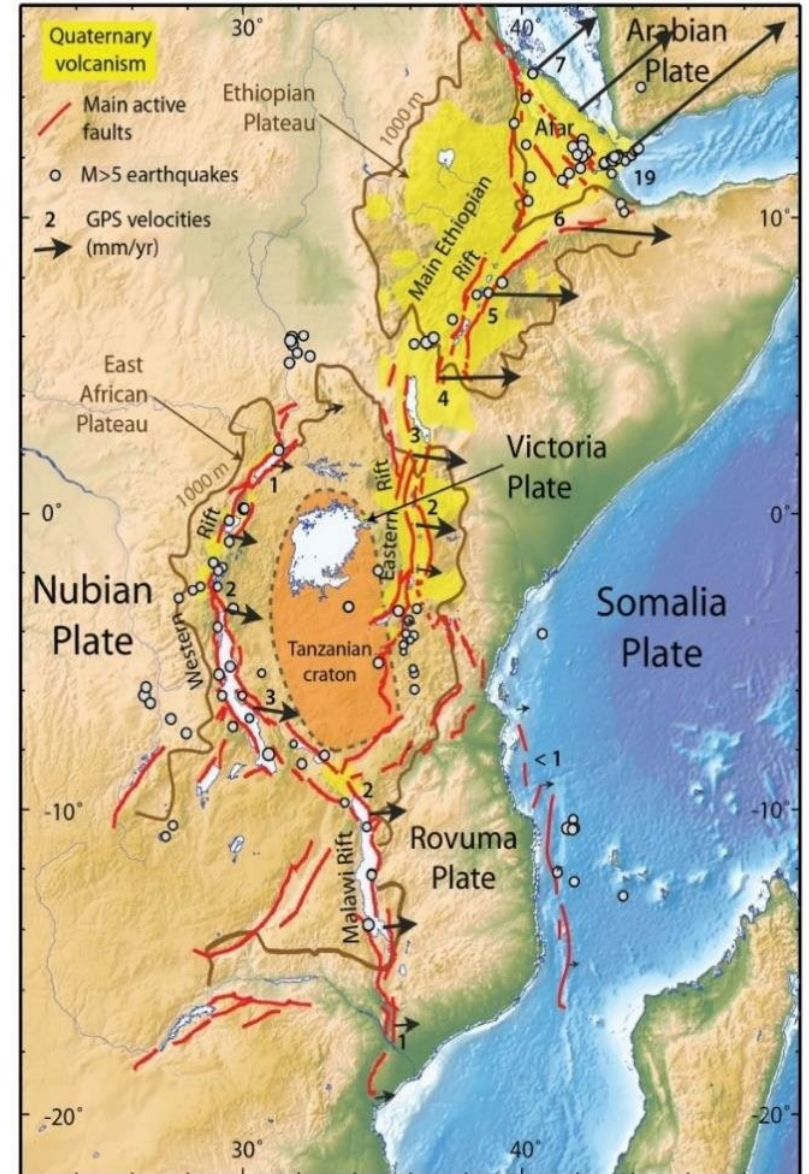 Quaternary
volcanism
Main active
faults
M>5 earthquakes
2 GPS velocities
(mm/yr)
30°
40°
Arabian
Plate
7
Ethiopian
Plateau
1000 m
Afar
19
10°
6
Main Ethiopian
Rift
5
East
African
Plateau
4
3
Victoria
Plate
1000 m
1
Rift
Eastern
2
0°
0°
Rift
Western
Nubian
Plate
2
Somalia
Plate
Tanzanian
craton
3
< 1
2
-10°
-10°
Rovuma
Plate
Malawi Rift
1
-20°
-20°
30°
40°